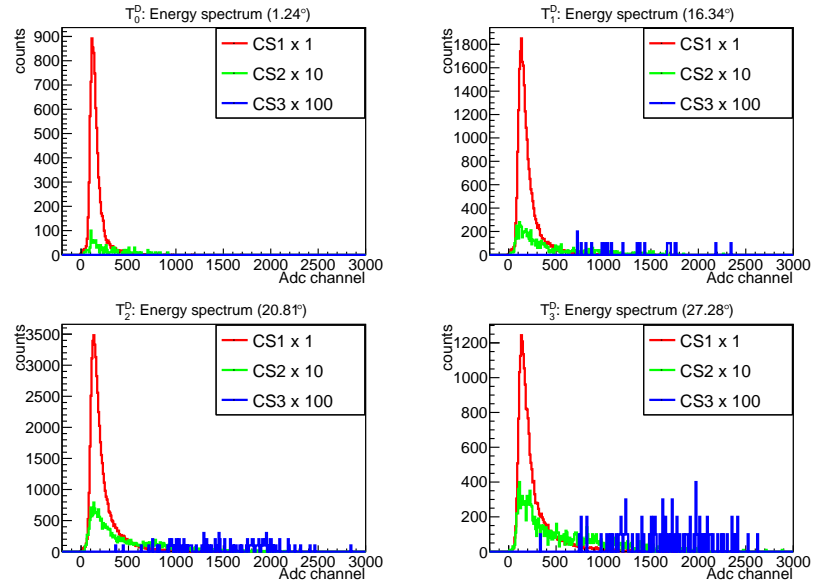 T₀ᴰ: Energy spectrum (1.24°)
counts
900
800
700
600
500
400
300
200
100
0
CS1 x 1
CS2 x 10
CS3 x 100
0 500 1000 1500 2000 2500 3000
Adc channel
T₁ᴰ: Energy spectrum (16.34°)
counts
1800
1600
1400
1200
1000
800
600
400
200
0
CS1 x 1
CS2 x 10
CS3 x 100
0 500 1000 1500 2000 2500 3000
Adc channel
T₂ᴰ: Energy spectrum (20.81°)
counts
3500
3000
2500
2000
1500
1000
500
0
CS1 x 1
CS2 x 10
CS3 x 100
0 500 1000 1500 2000 2500 3000
Adc channel
T₃ᴰ: Energy spectrum (27.28°)
counts
1200
1000
800
600
400
200
0
CS1 x 1
CS2 x 10
CS3 x 100
0 500 1000 1500 2000 2500 3000
Adc channel